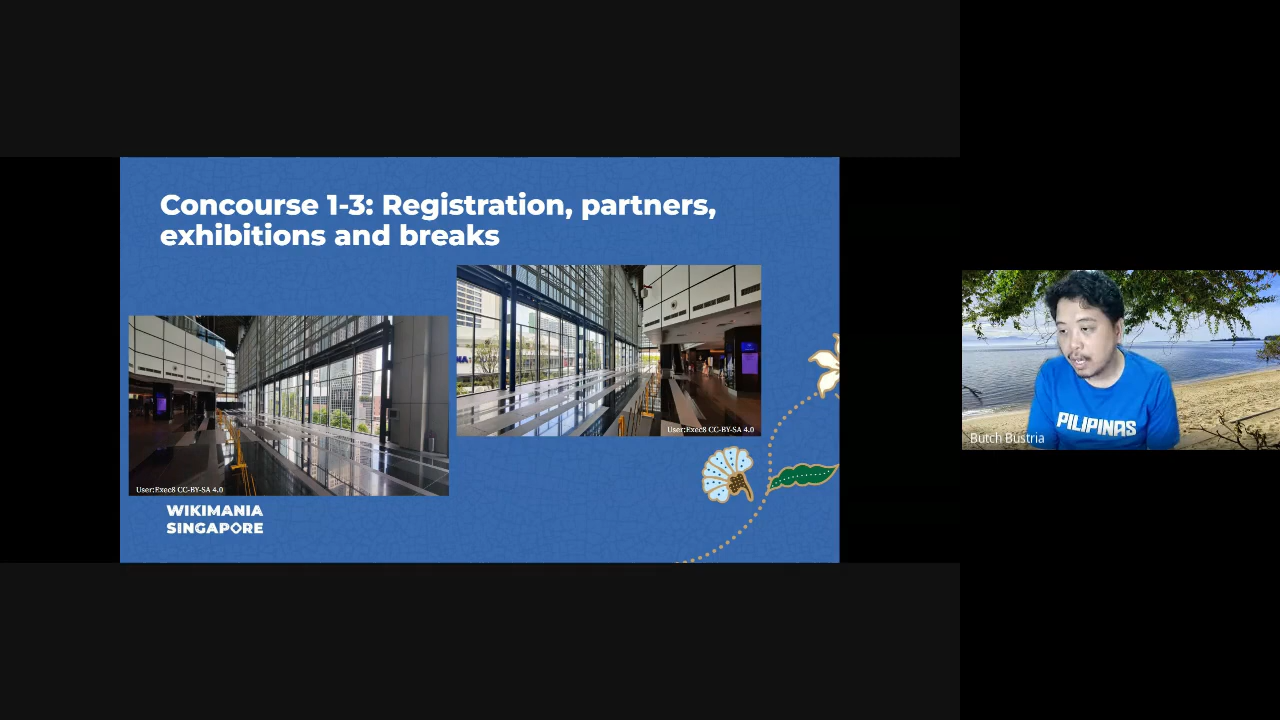 Concourse 1-3: Registration, partners,
exhibitions and breaks
User:Exec8 CC-BY-SA 4.0
User:Exec8 CC-BY-SA 4.0
WIKIMANIA
SINGAPORE
PILIPINAS
Butch Bustria